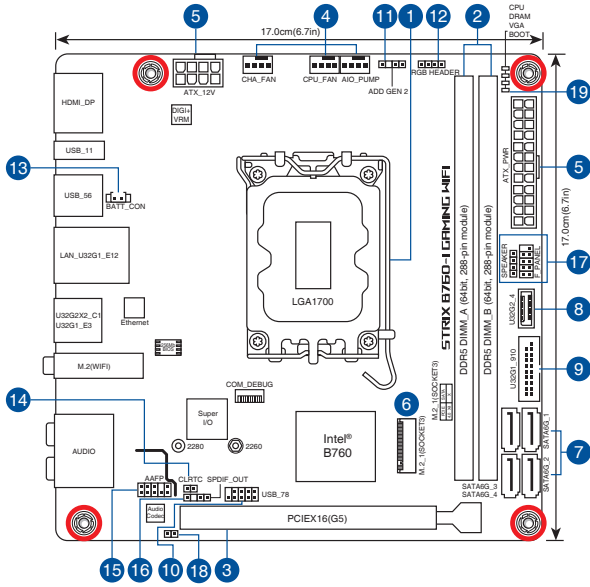 17.0cm(6.7in)
5
4
1
11
12
2
CPU
DRAM
VGA
BOOT
ATX_12V
CHA_FAN
CPU_FAN
AIO_PUMP
ADD GEN 2
RGB HEADER
19
HDMI_DP
DIGI+
VRM
USB_11
13
USB_56
BATT_CON
ATX_PWR
5
17.0cm(6.7in)
LAN_U32G1_E12
SPEAKER
F_PANEL
17
LGA1700
STRIX B760-I GAMING WIFI
DDR5 DIMM_A (64bit, 288-pin module)
DDR5 DIMM_B (64bit, 288-pin module)
U32G2_4
8
U32G2X2_C1
U32G1_E3
Ethernet
M.2(WIFI)
U32G1_910
9
14
COM_DEBUG
6
M.2_1(SOCKET3)
Super
I/O
Intel®
B760
M.2_1(SOCKET3)
SATA6G_1
SATA6G_2
7
2280
2260
AUDIO
AAFP
CLRTC
SPDIF_OUT
USB_78
SATA6G_3
SATA6G_4
Audio
Codec
PCIEX16(G5)
15
16
10
18
3